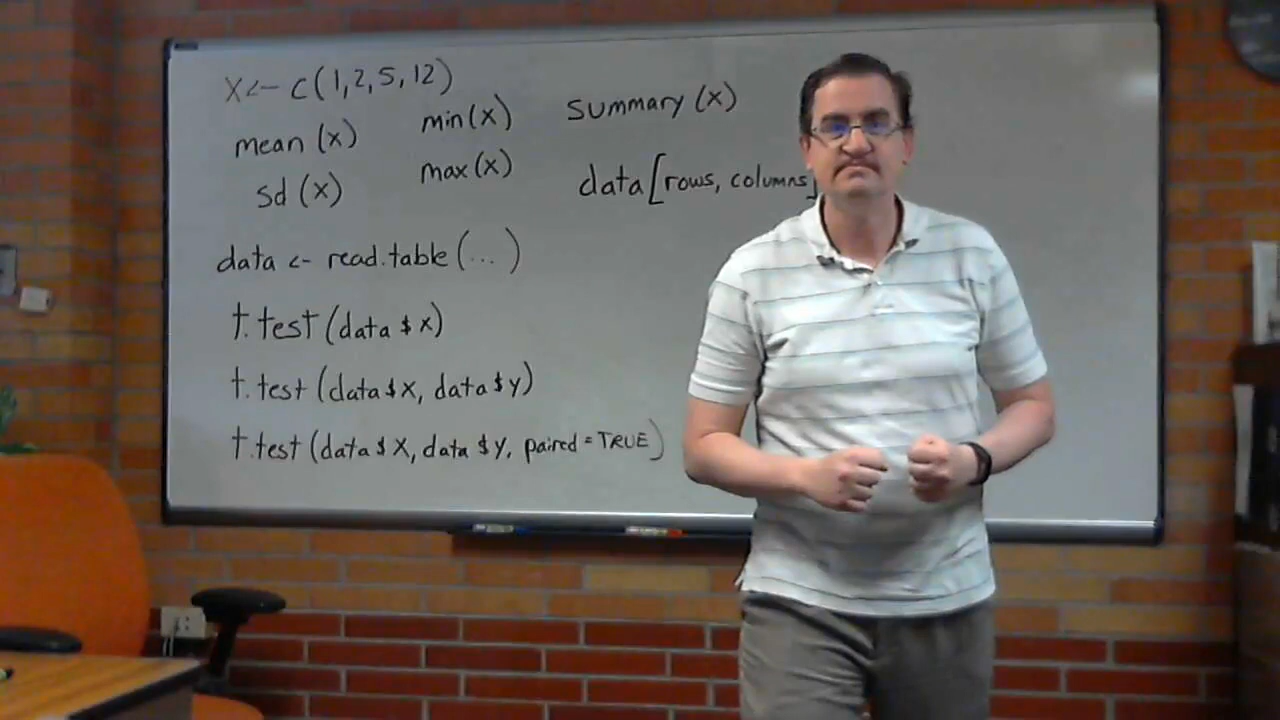 X <- c(1,2,5,12)
mean (x)
sd (x)
min(x)
max(x)
summary (x)
data[rows, columns]
data <- read.table (...)
t.test (data $ x)
t.test (data $ x, data $ y)
t.test (data $ x, data $ y, paired = TRUE)